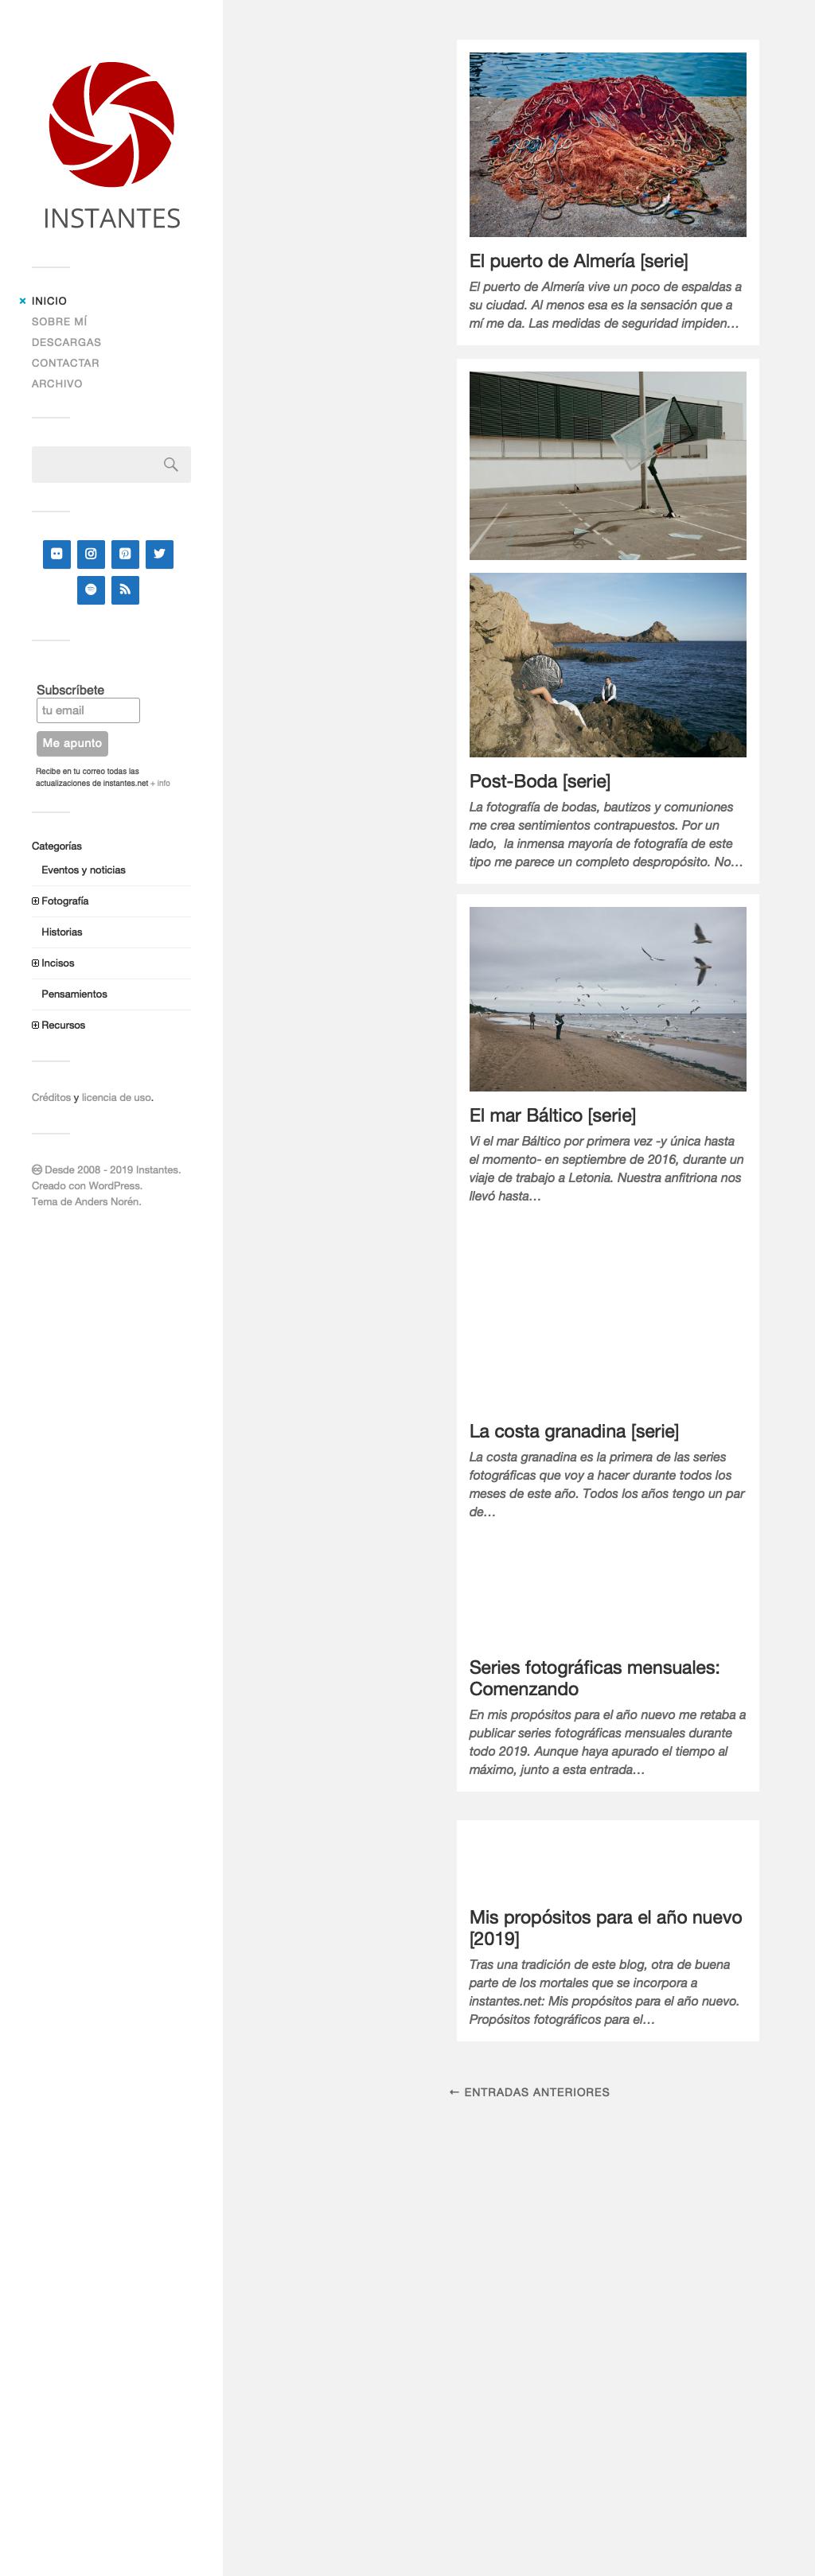 INSTANTES
INICIO
SOBRE MÍ
DESCARGAS
CONTACTAR
ARCHIVO
Subscríbete
tu email
Me apunto
Recibe en tu correo todas las
actualizaciones de instantes.net + info
Categorías
Eventos y noticias
Fotografía
Historias
Incisos
Pensamientos
Recursos
Créditos y licencia de uso.
Desde 2008 - 2019 Instantes.
Creado con WordPress.
Tema de Anders Norén.
El puerto de Almería [serie]
El puerto de Almería vive un poco de espaldas a
su ciudad. Al menos esa es la sensación que a
mí me da. Las medidas de seguridad impiden…
Post-Boda [serie]
La fotografía de bodas, bautizos y comuniones
me crea sentimientos contrapuestos. Por un
lado,  la inmensa mayoría de fotografía de este
tipo me parece un completo despropósito. No…
El mar Báltico [serie]
Vi el mar Báltico por primera vez -y única hasta
el momento- en septiembre de 2016, durante un
viaje de trabajo a Letonia. Nuestra anfitriona nos
llevó hasta…
La costa granadina [serie]
La costa granadina es la primera de las series
fotográficas que voy a hacer durante todos los
meses de este año. Todos los años tengo un par
de…
Series fotográficas mensuales:
Comenzando
En mis propósitos para el año nuevo me retaba a
publicar series fotográficas mensuales durante
todo 2019. Aunque haya apurado el tiempo al
máximo, junto a esta entrada…
Mis propósitos para el año nuevo
[2019]
Tras una tradición de este blog, otra de buena
parte de los mortales que se incorpora a
instantes.net: Mis propósitos para el año nuevo.
Propósitos fotográficos para el…
← ENTRADAS ANTERIORES